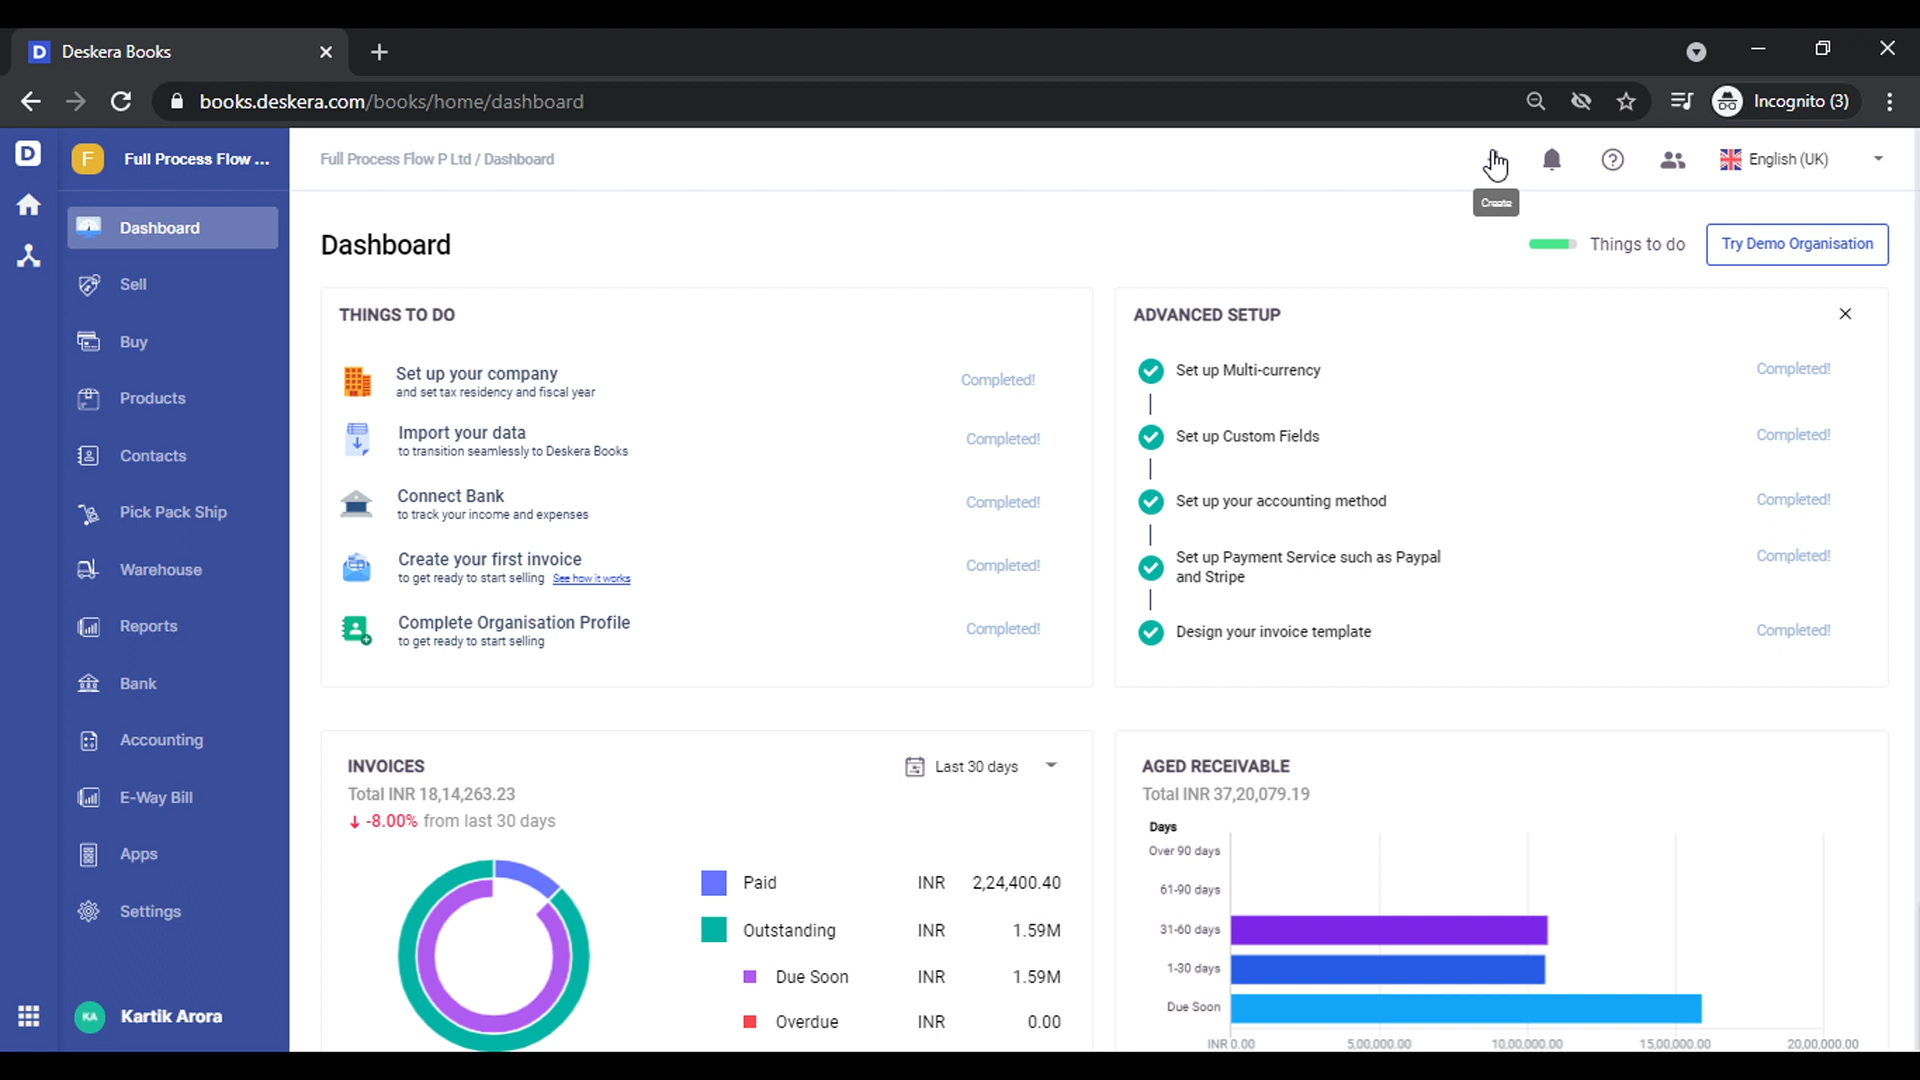 Deskera Books
books.deskera.com/books/home/dashboard
Incognito (3)
D
F
Full Process Flow ...
Full Process Flow P Ltd / Dashboard
English (UK)
Create
Dashboard
Sell
Buy
Products
Contacts
Pick Pack Ship
Warehouse
Reports
Bank
Accounting
E-Way Bill
Apps
Settings
KA
Kartik Arora
Dashboard
Things to do
Try Demo Organisation
THINGS TO DO
Set up your company
and set tax residency and fiscal year
Completed!
Import your data
to transition seamlessly to Deskera Books
Completed!
Connect Bank
to track your income and expenses
Completed!
Create your first invoice
to get ready to start selling See how it works
Completed!
Complete Organisation Profile
to get ready to start selling
Completed!
ADVANCED SETUP
Set up Multi-currency
Completed!
Set up Custom Fields
Completed!
Set up your accounting method
Completed!
Set up Payment Service such as Paypal
and Stripe
Completed!
Design your invoice template
Completed!
INVOICES
Last 30 days
Total INR 18,14,263.23
-8.00% from last 30 days
Paid INR 2,24,400.40
Outstanding INR 1.59M
Due Soon INR 1.59M
Overdue INR 0.00
AGED RECEIVABLE
Total INR 37,20,079.19
Days
Over 90 days
61-90 days
31-60 days
1-30 days
Due Soon
INR 0.00 5,00,000.00 10,00,000.00 15,00,000.00 20,00,000.00